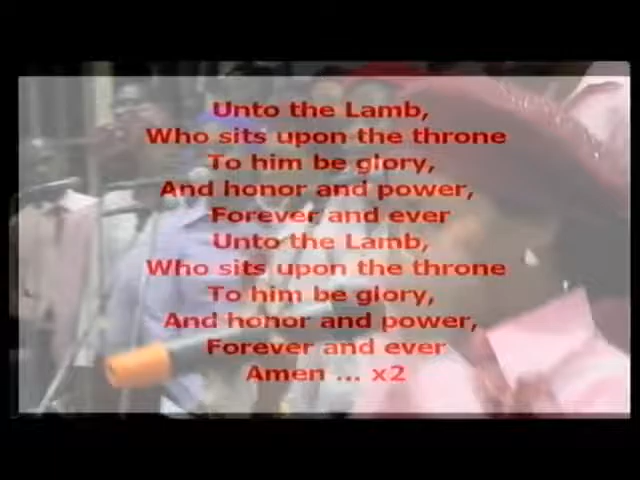 Unto the Lamb,
Who sits upon the throne
To him be glory,
And honor and power,
Forever and ever
Unto the Lamb,
Who sits upon the throne
To him be glory,
And honor and power,
Forever and ever
Amen ... x2